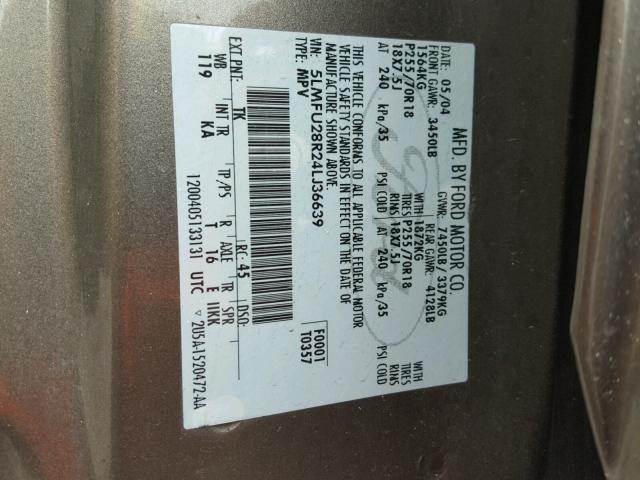 MFD. BY FORD MOTOR CO.
DATE: 05/04 GVWR: 7450LB/ 3379KG
FRONT GAWR: 3450LB REAR GAWR: 4128LB
1564KG WITH 1872KG WITH
P255/70R18 TIRES P255/70R18 TIRES
18X7.5J RIMS 18X7.5J RIMS
AT 240 kPa/35 PSI COLD AT 240 kPa/35 PSI COLD
THIS VEHICLE CONFORMS TO ALL APPLICABLE FEDERAL MOTOR
VEHICLE SAFETY STANDARDS IN EFFECT ON THE DATE OF
MANUFACTURE SHOWN ABOVE.
VIN: 5LMFU28R24LJ36639 F0001
TYPE: MPV T0357
EXT PNT: TK RC: 45 DSO:
WB INT TR TP/PS R AXLE TR SPR
119 KA T 16 E IIKK
1200405133131 UTC ▽ 2U5A-1520472-AA